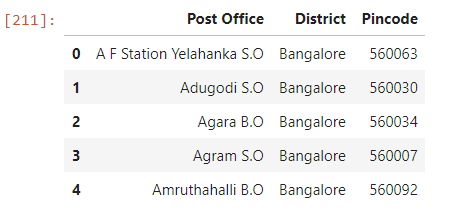 [211]:
Post Office District Pincode
0 A F Station Yelahanka S.O Bangalore 560063
1 Adugodi S.O Bangalore 560030
2 Agara B.O Bangalore 560034
3 Agram S.O Bangalore 560007
4 Amruthahalli B.O Bangalore 560092